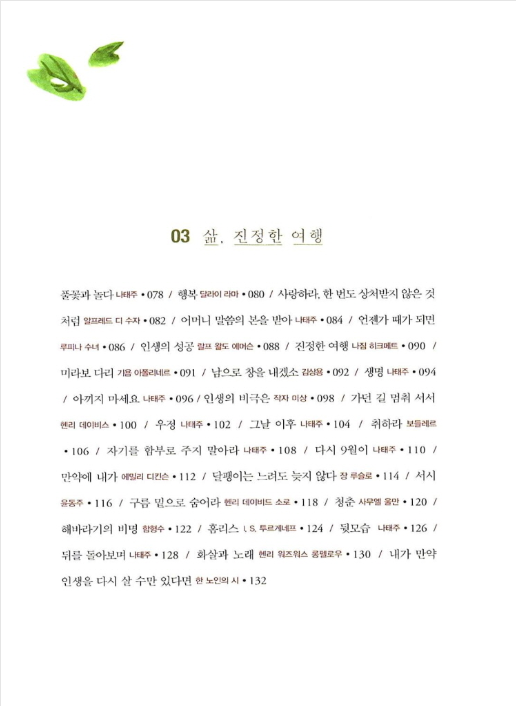 03 삶, 진정한 여행
풀꽃과 놀다 나태주 • 078 / 행복 달라이 라마 • 080 / 사랑하라, 한 번도 상처받지 않은 것
처럼 알프레드 디 수자 • 082 / 어머니 말씀의 본을 받아 나태주 • 084 / 언젠가 때가 되면
루피나 수녀 • 086 / 인생의 성공 랄프 왈도 에머슨 • 088 / 진정한 여행 나짐 히크메트 • 090 /
미라보 다리 기욤 아폴리네르 • 091 / 남으로 창을 내겠소 김상용 • 092 / 생명 나태주 • 094
/ 아끼지 마세요 나태주 • 096 / 인생의 비극은 작자 미상 • 098 / 가던 길 멈춰 서서
헨리 데이비스 • 100 / 우정 나태주 • 102 / 그날 이후 나태주 • 104 / 취하라 보들레르
• 106 / 자기를 함부로 주지 말아라 나태주 • 108 / 다시 9월이 나태주 • 110 /
만약에 내가 에밀리 디킨슨 • 112 / 달팽이는 느려도 늦지 않다 장 루슬로 • 114 / 서시
윤동주 • 116 / 구름 밑으로 숨어라 헨리 데이비드 소로 • 118 / 청춘 사무엘 울만 • 120 /
해바라기의 비명 함형수 • 122 / 홀리스 I. S. 투르게네프 • 124 / 뒷모습 나태주 • 126 /
뒤를 돌아보며 나태주 • 128 / 화살과 노래 헨리 워즈워스 롱펠로우 • 130 / 내가 만약
인생을 다시 살 수만 있다면 한 노인의 시 • 132